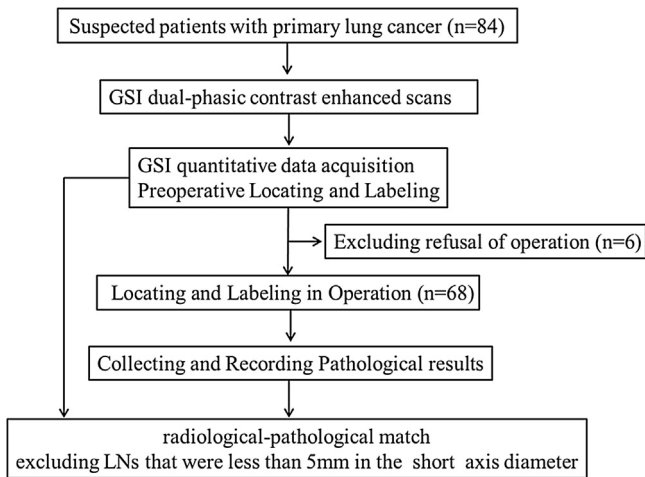 Suspected patients with primary lung cancer (n=84)
GSI dual-phasic contrast enhanced scans
GSI quantitative data acquisition
Preoperative Locating and Labeling
Excluding refusal of operation (n=6)
Locating and Labeling in Operation (n=68)
Collecting and Recording Pathological results
radiological-pathological match
excluding LNs that were less than 5mm in the short axis diameter